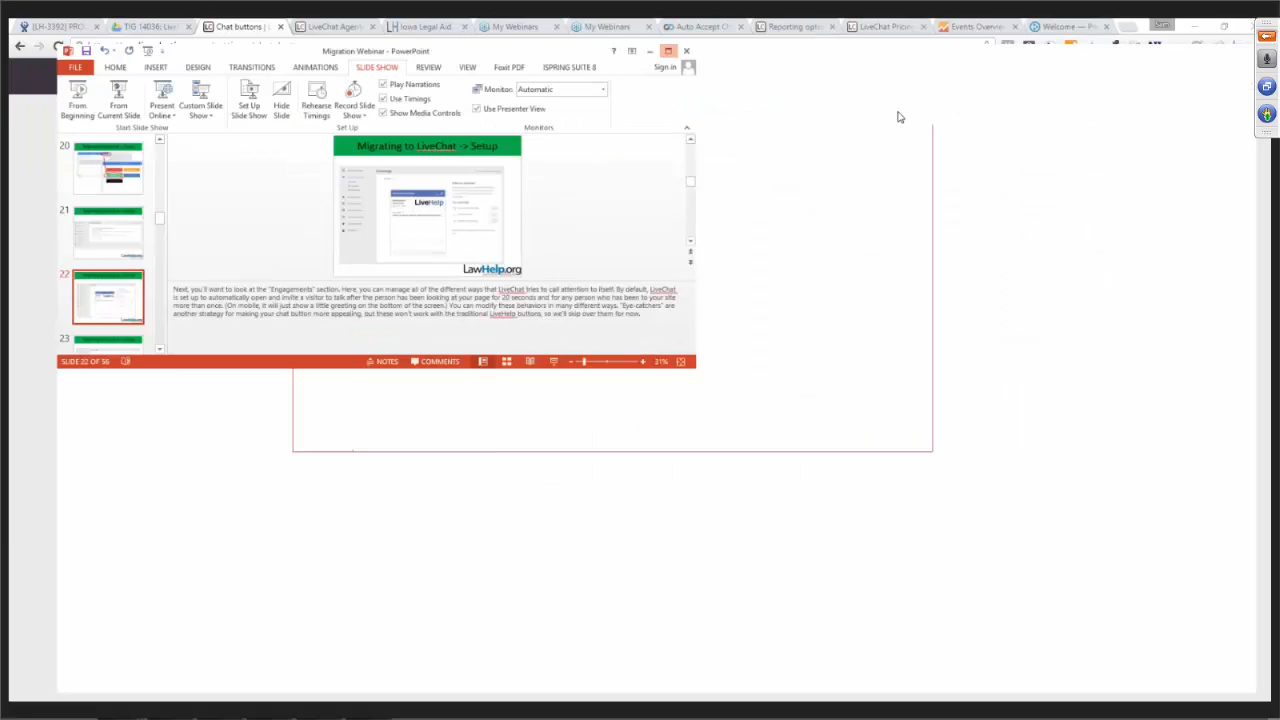 [LH-3392] PRO
TIG 14036: Li
Chat buttons |
LiveChat Agent
Iowa Legal Aid
My Webinars
My Webinars
Auto Accept Ch
Reporting opti
LiveChat Pricing
Events Overvie
Welcome — P
Migration Webinar - PowerPoint
FILE
HOME
INSERT
DESIGN
TRANSITIONS
ANIMATIONS
SLIDE SHOW
REVIEW
VIEW
Foxit PDF
ISPRING SUITE 8
Sign in
From Beginning
From Current Slide
Present Online
Custom Slide Show
Set Up Slide Show
Hide Slide
Rehearse Timings
Record Slide Show
Play Narrations
Use Timings
Show Media Controls
Monitor:
Automatic
Use Presenter View
Start Slide Show
Set Up
Monitors
20
21
22
23
Migrating to LiveChat -> Setup
LiveHelp
LawHelp.org
Next, you'll want to look at the "Engagements" section. Here, you can manage all of the different ways that LiveChat tries to call attention to itself. By default, LiveChat
is set up to automatically open and invite a visitor to talk after the person has been looking at your page for 20 seconds and for any person who has been to your site
more than once. (On mobile, it will just show a little greeting on the bottom of the screen.) You can modify these behaviors in many different ways. "Eye-catchers" are
another strategy for making your chat button more appealing, but these won't work with the traditional LiveHelp buttons, so we'll skip over them for now.
SLIDE 22 OF 56
NOTES
COMMENTS
31%